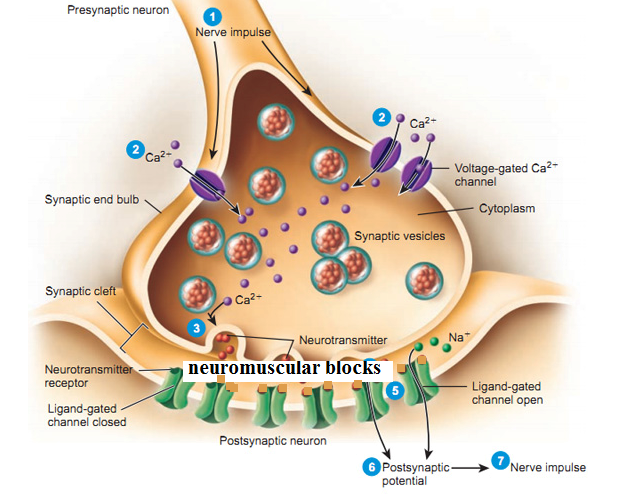 Presynaptic neuron
1
Nerve impulse
2
Ca2+
2
Ca2+
Voltage-gated Ca2+
channel
Synaptic end bulb
Cytoplasm
Synaptic vesicles
Synaptic cleft
Ca2+
3
Neurotransmitter
Na+
neuromuscular blocks
Neurotransmitter
receptor
5
Ligand-gated
channel open
Ligand-gated
channel closed
Postsynaptic neuron
6 Postsynaptic
potential
7 Nerve impulse